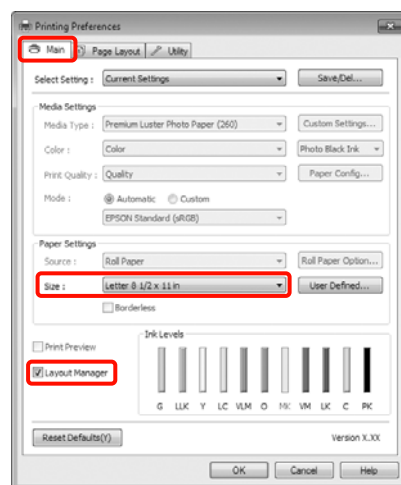 Printing Preferences
Main Page Layout Utility
Select Setting : Current Settings Save/Del...
Media Settings
Media Type : Premium Luster Photo Paper (260) Custom Settings...
Color : Color Photo Black Ink
Print Quality : Quality Paper Config...
Mode : Automatic Custom
EPSON Standard (sRGB)
Paper Settings
Source : Roll Paper Roll Paper Option...
Size : Letter 8 1/2 x 11 in User Defined...
Borderless
Ink Levels
Print Preview
Layout Manager
G LLK Y LC VLM O MK VM LK C PK
Reset Defaults(Y) Version X.XX
OK Cancel Help